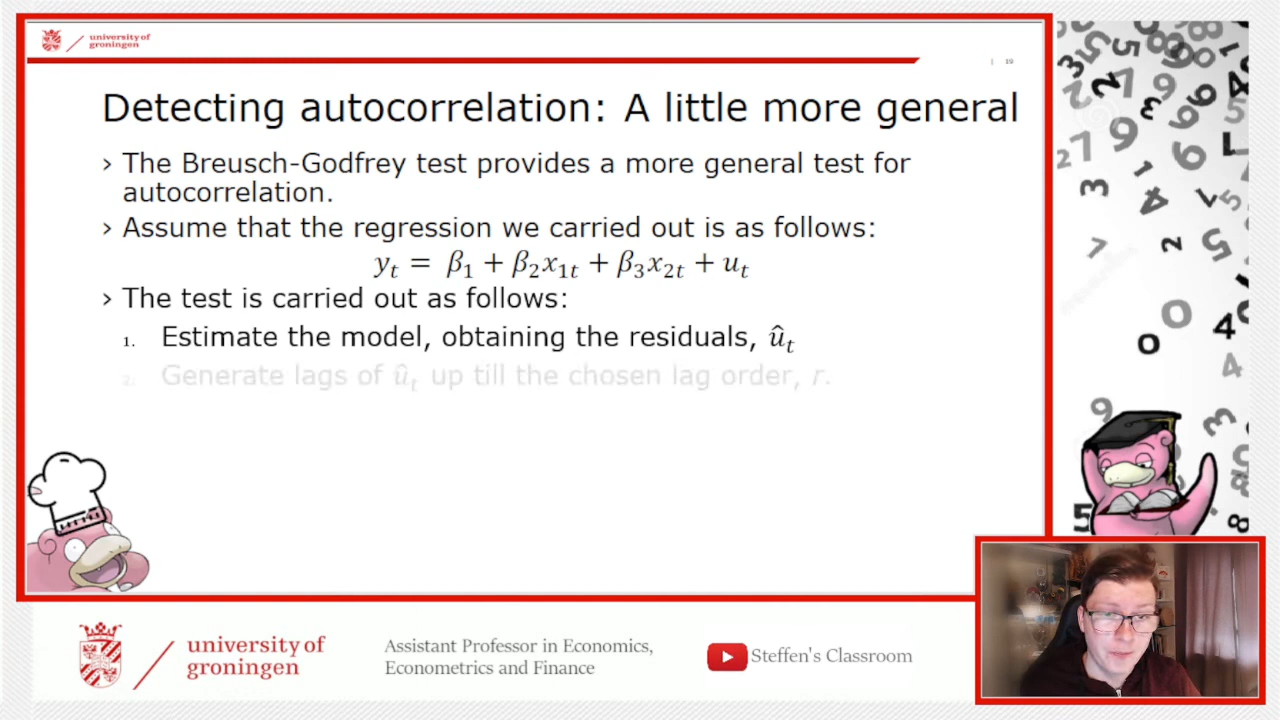 university of
groningen
| 19
Detecting autocorrelation: A little more general
› The Breusch-Godfrey test provides a more general test for
autocorrelation.
› Assume that the regression we carried out is as follows:
yₜ = β₁ + β₂x₁ₜ + β₃x₂ₜ + uₜ
› The test is carried out as follows:
1. Estimate the model, obtaining the residuals, ûₜ
2. Generate lags of ûₜ up till the chosen lag order, r.
university of
groningen
Assistant Professor in Economics,
Econometrics and Finance
Steffen's Classroom